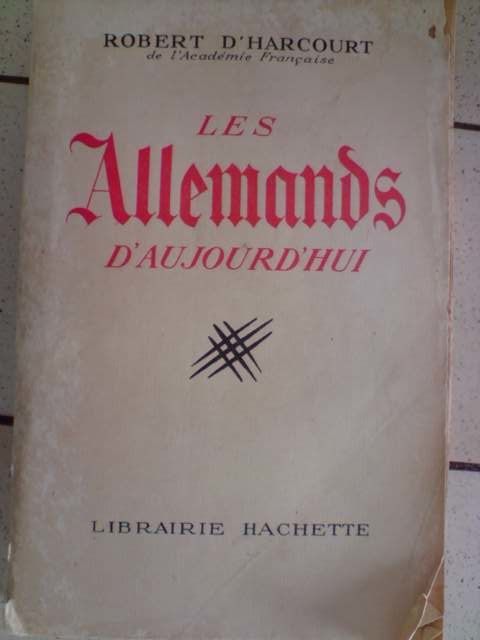 ROBERT D'HARCOURT
de l'Académie Française
LES
Allemands
D'AUJOURD'HUI
LIBRAIRIE HACHETTE